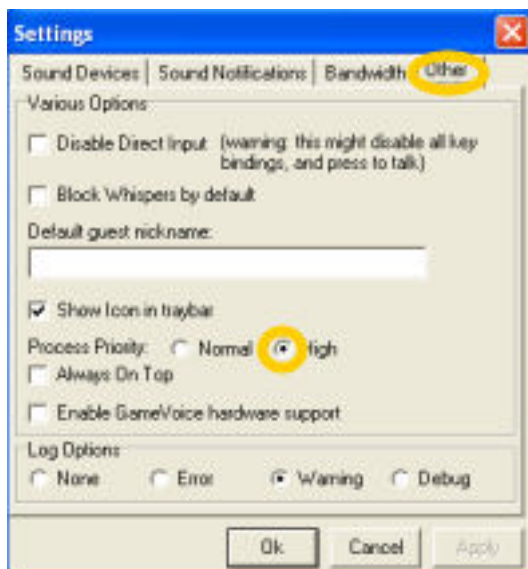 Settings
Sound Devices Sound Notifications Bandwidth Other
Various Options
Disable Direct Input (warning: this might disable all key
bindings, and press to talk.)
Block Whispers by default
Default guest nickname:
Show Icon in traybar
Process Priority: Normal High
Always On Top
Enable GameVoice hardware support
Log Options
None Error Warning Debug
Ok Cancel Apply